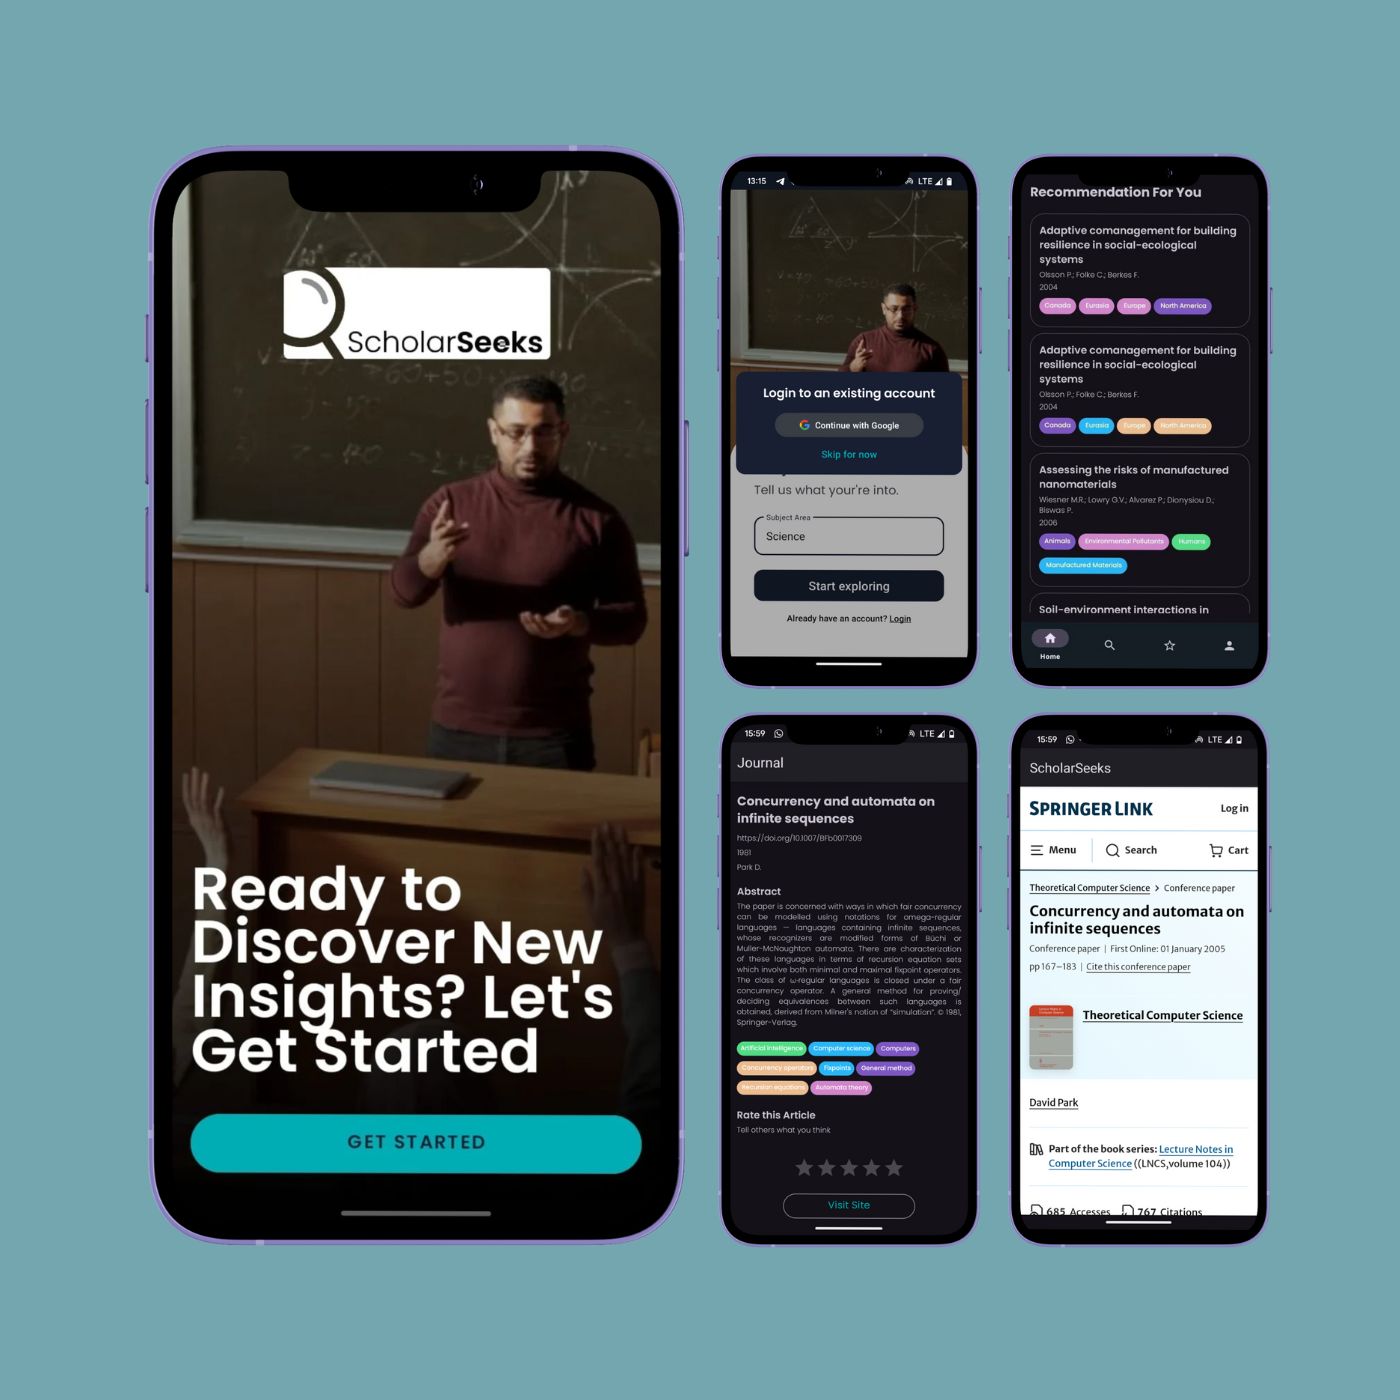 ScholarSeeks
Ready to
Discover New
Insights? Let's
Get Started
GET STARTED
13:15
LTE
Login to an existing account
Continue with Google
Skip for now
Tell us what your're into.
Subject Area
Science
Start exploring
Already have an account? Login
Recommendation For You
Adaptive comanagement for building
resilience in social-ecological
systems
Olsson P.; Folke C.; Berkes F.
2004
Canada Eurasia Europe North America
Adaptive comanagement for building
resilience in social-ecological
systems
Olsson P.; Folke C.; Berkes F.
2004
Canada Eurasia Europe North America
Assessing the risks of manufactured
nanomaterials
Wiesner M.R.; Lowry G.V.; Alvarez P.; Dionysiou D.;
Biswas P.
2006
Animals Environmental Pollutants Humans
Manufactured Materials
Soil-environment interactions in
Home
15:59
LTE
Journal
Concurrency and automata on
infinite sequences
https://doi.org/10.1007/BFb0017309
1981
Park D.
Abstract
The paper is concerned with ways in which fair concurrency
can be modelled using notations for omega-regular
languages — languages containing infinite sequences,
whose recognizers are modified forms of Büchi or
Muller-McNaughton automata. There are characterization
of these languages in terms of recursion equation sets
which involve both minimal and maximal fixpoint operators.
The class of ω-regular languages is closed under a fair
concurrency operator. A general method for proving/
deciding equivalences between such languages is
obtained, derived from Milner's notion of "simulation". © 1981,
Springer-Verlag.
Artificial intelligence Computer science Computers
Concurrency operators Fixpoints General method
Recursion equations Automata theory
Rate this Article
Tell others what you think
Visit Site
15:59
LTE
ScholarSeeks
SPRINGER LINK
Log in
Menu
Search
Cart
Theoretical Computer Science > Conference paper
Concurrency and automata on
infinite sequences
Conference paper | First Online: 01 January 2005
pp 167–183 | Cite this conference paper
Theoretical Computer Science
David Park
Part of the book series: Lecture Notes in
Computer Science ((LNCS,volume 104))
685 Accesses 767 Citations